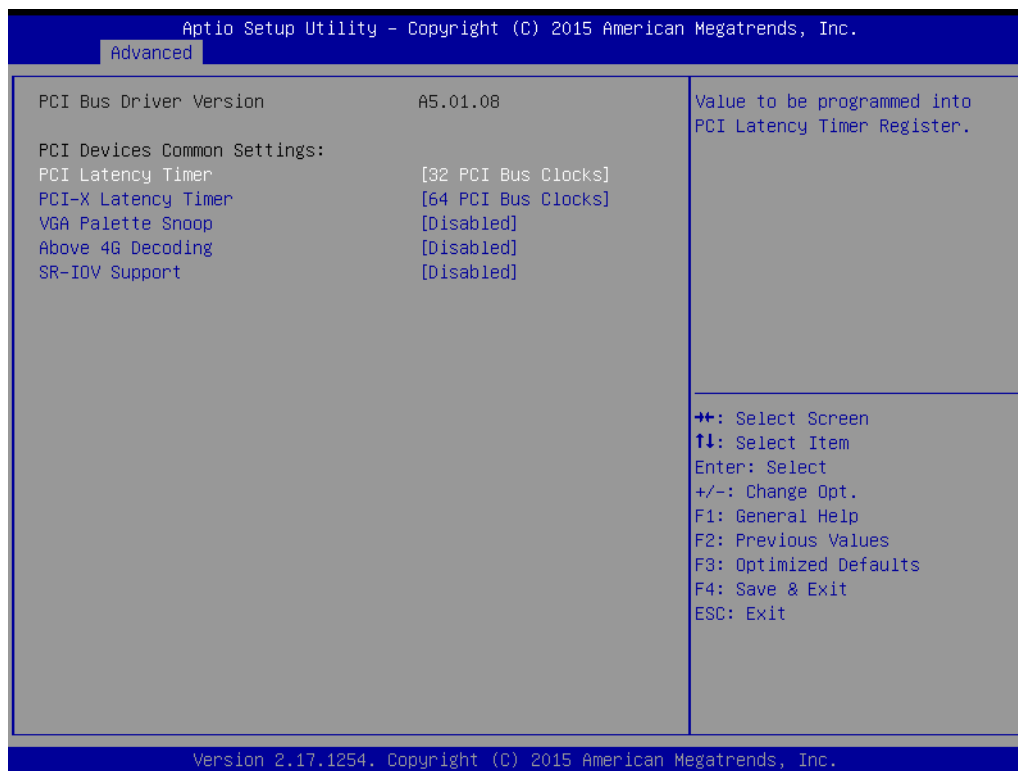 Aptio Setup Utility – Copyright (C) 2015 American Megatrends, Inc.
Advanced
PCI Bus Driver Version A5.01.08
PCI Devices Common Settings:
PCI Latency Timer [32 PCI Bus Clocks]
PCI-X Latency Timer [64 PCI Bus Clocks]
VGA Palette Snoop [Disabled]
Above 4G Decoding [Disabled]
SR-IOV Support [Disabled]
Value to be programmed into
PCI Latency Timer Register.
→←: Select Screen
↑↓: Select Item
Enter: Select
+/-: Change Opt.
F1: General Help
F2: Previous Values
F3: Optimized Defaults
F4: Save & Exit
ESC: Exit
Version 2.17.1254. Copyright (C) 2015 American Megatrends, Inc.